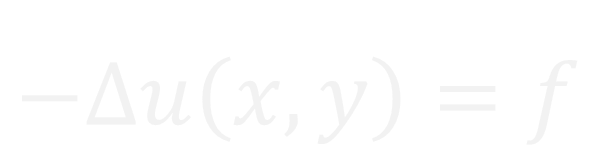 −Δu(x, y) = f